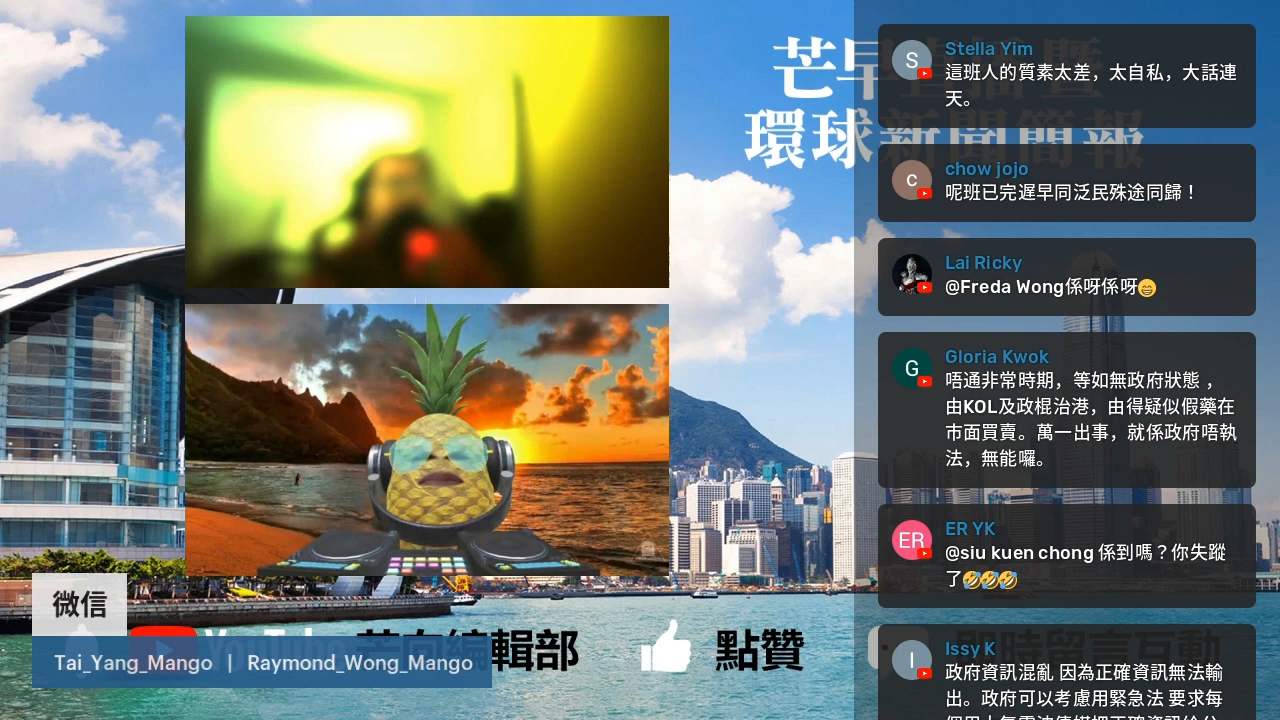 芒早
環球新聞簡報
Stella Yim
這班人的質素太差，太自私，大話連
天。
chow jojo
呢班已完遲早同泛民殊途同歸！
Lai Ricky
@Freda Wong係呀係呀😄
Gloria Kwok
唔通非常時期，等如無政府狀態 ，
由KOL及政棍治港，由得疑似假藥在
市面買賣。萬一出事，就係政府唔執
法，無能囉。
ER YK
@siu kuen chong 係到嗎？你失蹤
了🤣🤣🤣
Issy K
政府資訊混亂 因為正確資訊無法輸
出。政府可以考慮用緊急法 要求每
微信
Tai_Yang_Mango | Raymond_Wong_Mango
輯部
點贊
時留言互動